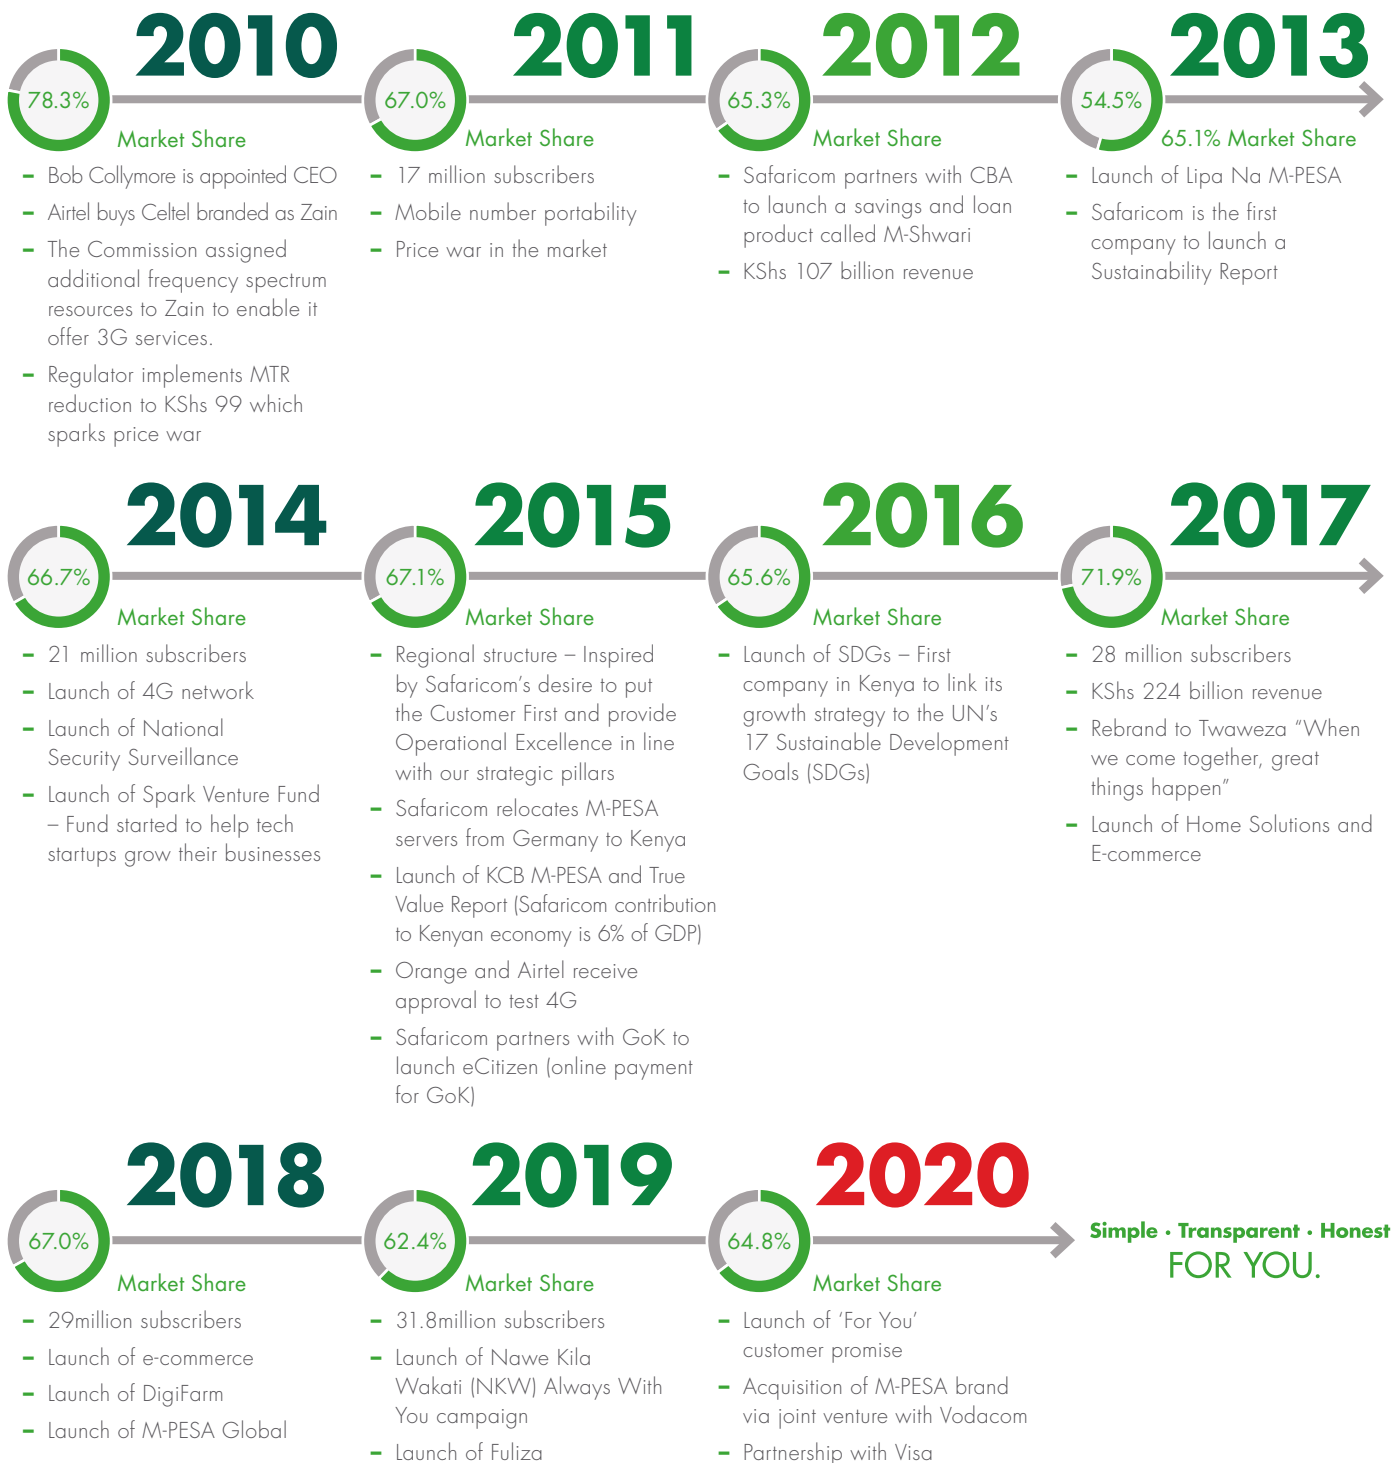 2010
78.3%
Market Share
– Bob Collymore is appointed CEO
– Airtel buys Celtel branded as Zain
– The Commission assigned
additional frequency spectrum
resources to Zain to enable it
offer 3G services.
– Regulator implements MTR
reduction to KShs 99 which
sparks price war
2011
67.0%
Market Share
– 17 million subscribers
– Mobile number portability
– Price war in the market
2012
65.3%
Market Share
– Safaricom partners with CBA
to launch a savings and loan
product called M-Shwari
– KShs 107 billion revenue
2013
54.5%
65.1% Market Share
– Launch of Lipa Na M-PESA
– Safaricom is the first
company to launch a
Sustainability Report
2014
66.7%
Market Share
– 21 million subscribers
– Launch of 4G network
– Launch of National
Security Surveillance
– Launch of Spark Venture Fund
– Fund started to help tech
startups grow their businesses
2015
67.1%
Market Share
– Regional structure – Inspired
by Safaricom’s desire to put
the Customer First and provide
Operational Excellence in line
with our strategic pillars
– Safaricom relocates M-PESA
servers from Germany to Kenya
– Launch of KCB M-PESA and True
Value Report (Safaricom contribution
to Kenyan economy is 6% of GDP)
– Orange and Airtel receive
approval to test 4G
– Safaricom partners with GoK to
launch eCitizen (online payment
for GoK)
2016
65.6%
Market Share
– Launch of SDGs – First
company in Kenya to link its
growth strategy to the UN’s
17 Sustainable Development
Goals (SDGs)
2017
71.9%
Market Share
– 28 million subscribers
– KShs 224 billion revenue
– Rebrand to Twaweza “When
we come together, great
things happen”
– Launch of Home Solutions and
E-commerce
2018
67.0%
Market Share
– 29million subscribers
– Launch of e-commerce
– Launch of DigiFarm
– Launch of M-PESA Global
2019
62.4%
Market Share
– 31.8million subscribers
– Launch of Nawe Kila
Wakati (NKW) Always With
You campaign
– Launch of Fuliza
2020
64.8%
Market Share
– Launch of ‘For You’
customer promise
– Acquisition of M-PESA brand
via joint venture with Vodacom
– Partnership with Visa
Simple · Transparent · Honest
FOR YOU.